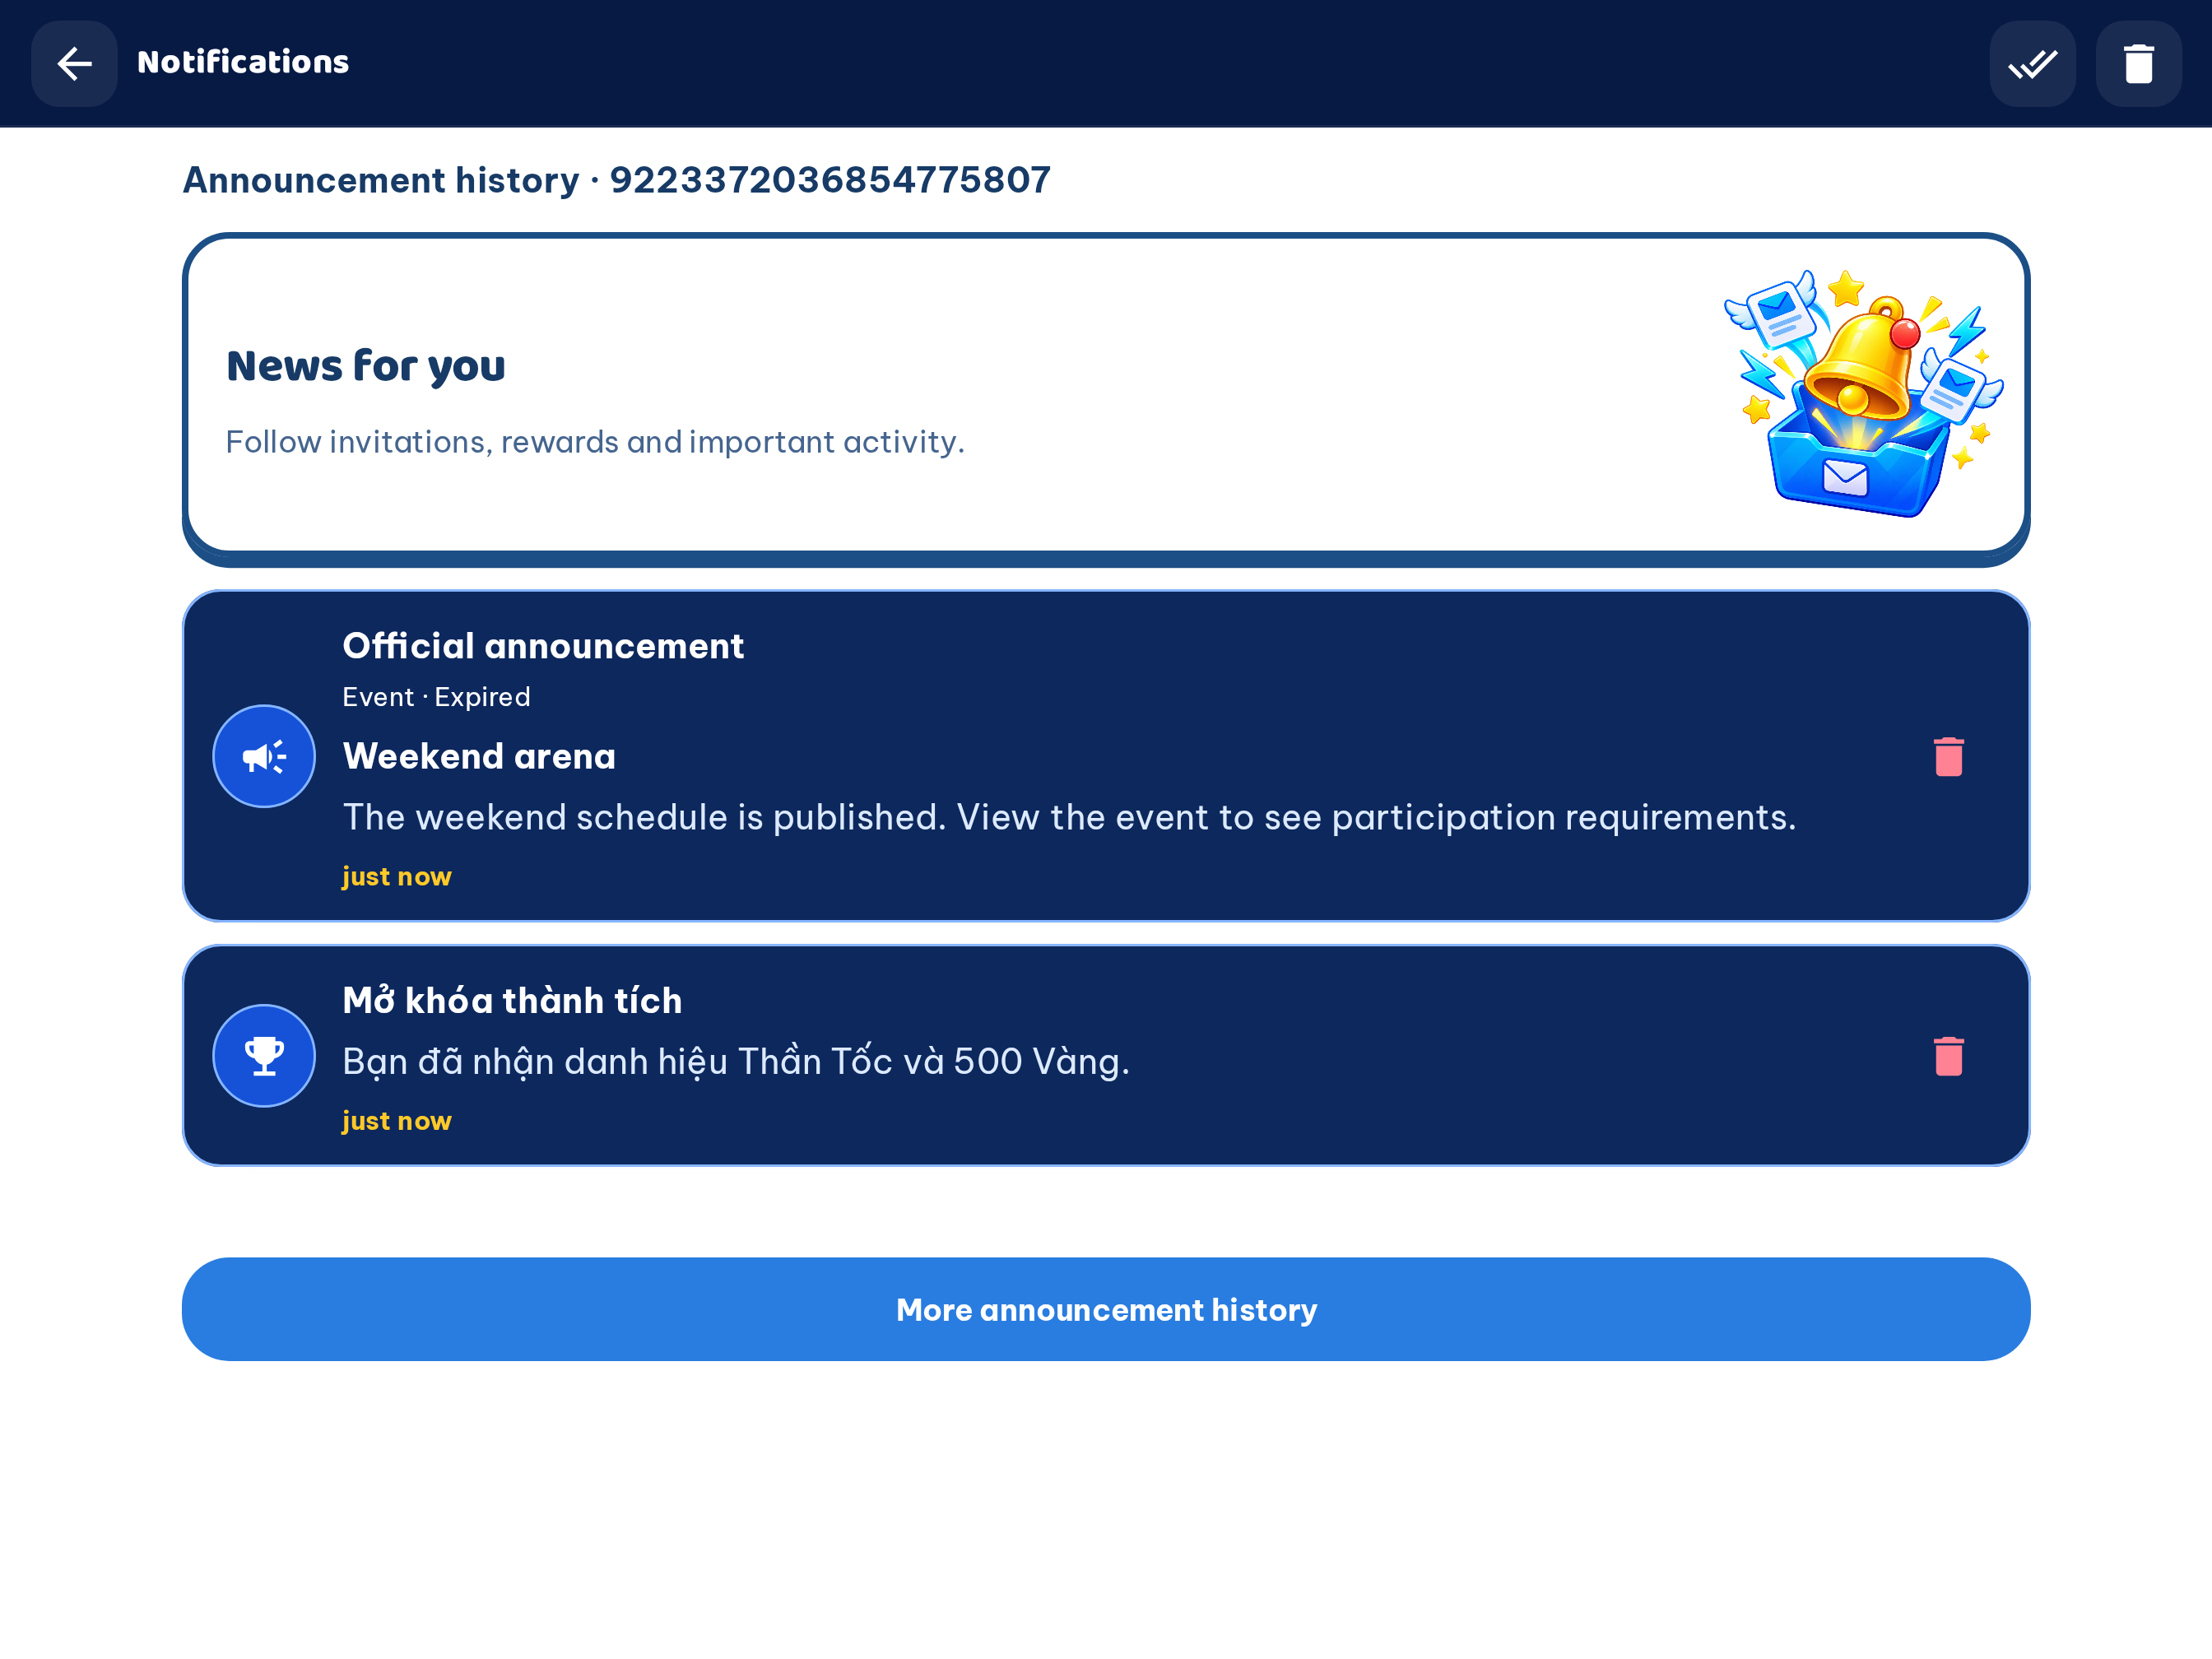 Notifications
Announcement history · 9223372036854775807
News for you
Follow invitations, rewards and important activity.
Official announcement
Event · Expired
Weekend arena
The weekend schedule is published. View the event to see participation requirements.
just now
Mở khóa thành tích
Bạn đã nhận danh hiệu Thần Tốc và 500 Vàng.
just now
More announcement history